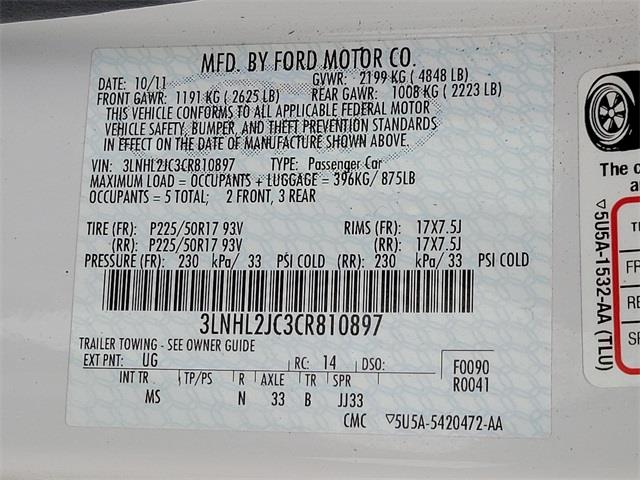 MFD. BY FORD MOTOR CO.
DATE: 10/11 GVWR: 2199 KG ( 4848 LB)
FRONT GAWR: 1191 KG ( 2625 LB) REAR GAWR: 1008 KG ( 2223 LB)
THIS VEHICLE CONFORMS TO ALL APPLICABLE FEDERAL MOTOR
VEHICLE SAFETY, BUMPER, AND THEFT PREVENTION STANDARDS
IN EFFECT ON THE DATE OF MANUFACTURE SHOWN ABOVE.
VIN: 3LNHL2JC3CR810897 TYPE: Passenger Car
MAXIMUM LOAD = OCCUPANTS + LUGGAGE = 396KG/ 875LB
OCCUPANTS = 5 TOTAL; 2 FRONT, 3 REAR
TIRE (FR): P225/50R17 93V RIMS (FR): 17X7.5J
(RR): P225/50R17 93V (RR): 17X7.5J
PRESSURE (FR): 230 kPa/ 33 PSI COLD (RR): 230 kPa/ 33 PSI COLD
3LNHL2JC3CR810897
TRAILER TOWING - SEE OWNER GUIDE
EXT PNT: UG RC: 14 DSO: F0090
R0041
INT TR TP/PS R AXLE TR SPR
MS N 33 B JJ33
CMC ▽5U5A-5420472-AA
The c
a
▽5U5A-1532-AA (TLU)
FR
RE
SP